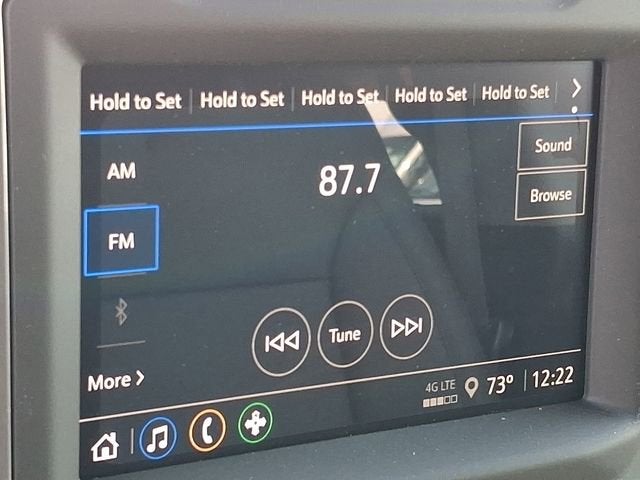 Hold to Set Hold to Set Hold to Set Hold to Set Hold to Set >
AM
87.7
Sound
Browse
FM
Tune
More >
4G LTE
73° 12:22